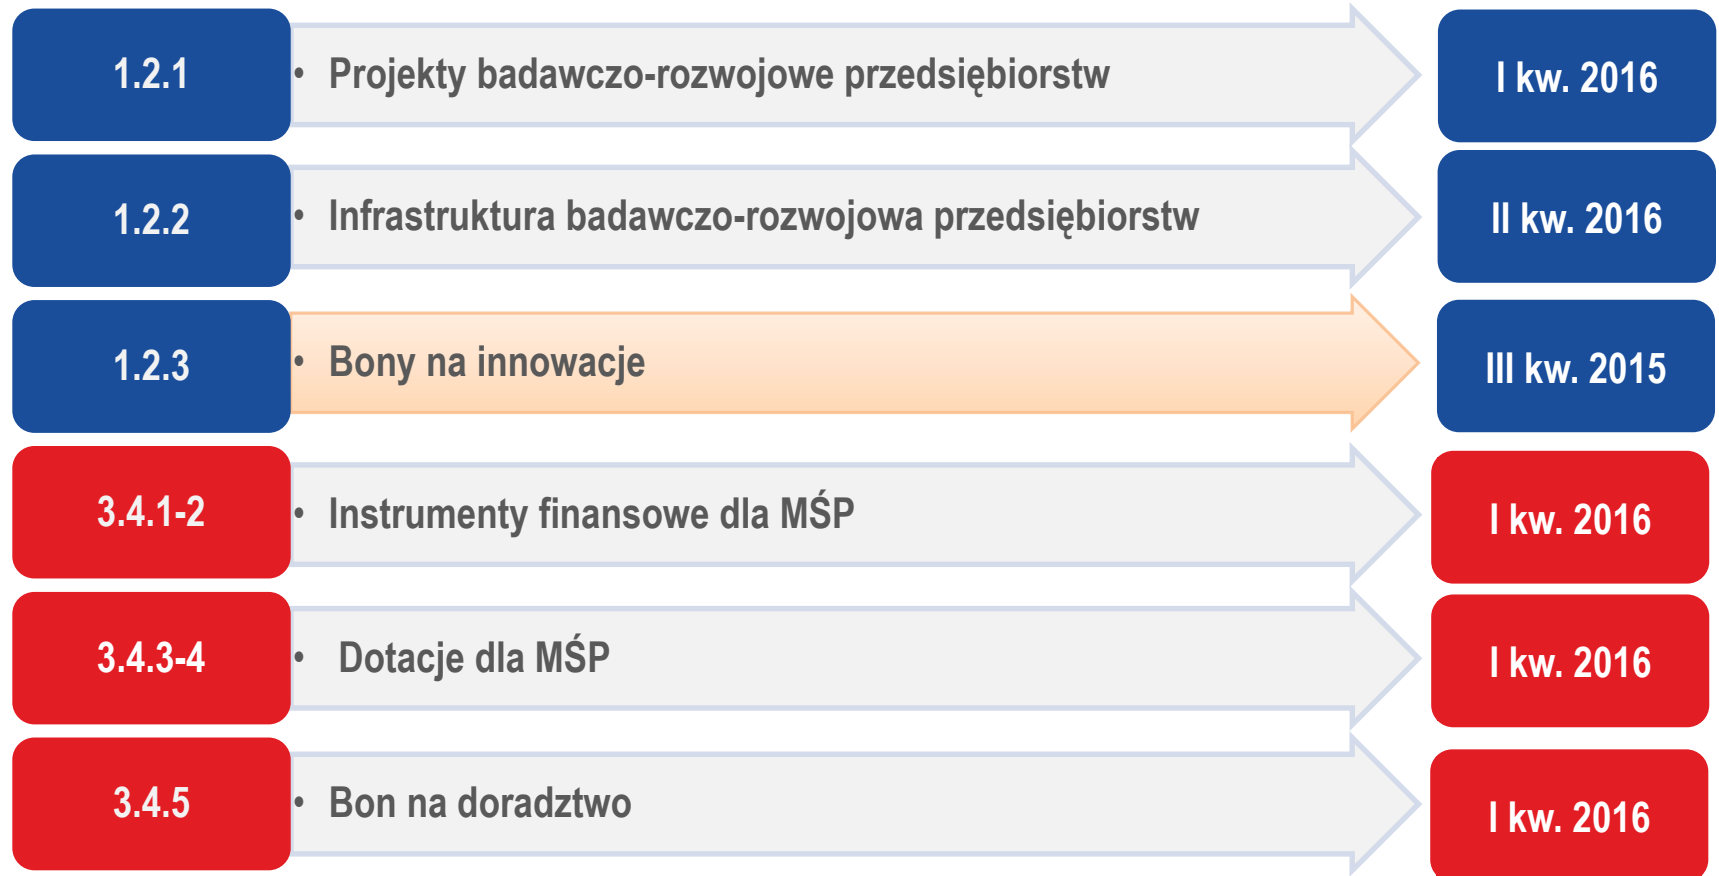 1.2.1 • Projekty badawczo-rozwojowe przedsiębiorstw I kw. 2016
1.2.2 • Infrastruktura badawczo-rozwojowa przedsiębiorstw II kw. 2016
1.2.3 • Bony na innowacje III kw. 2015
3.4.1-2 • Instrumenty finansowe dla MŚP I kw. 2016
3.4.3-4 • Dotacje dla MŚP I kw. 2016
3.4.5 • Bon na doradztwo I kw. 2016